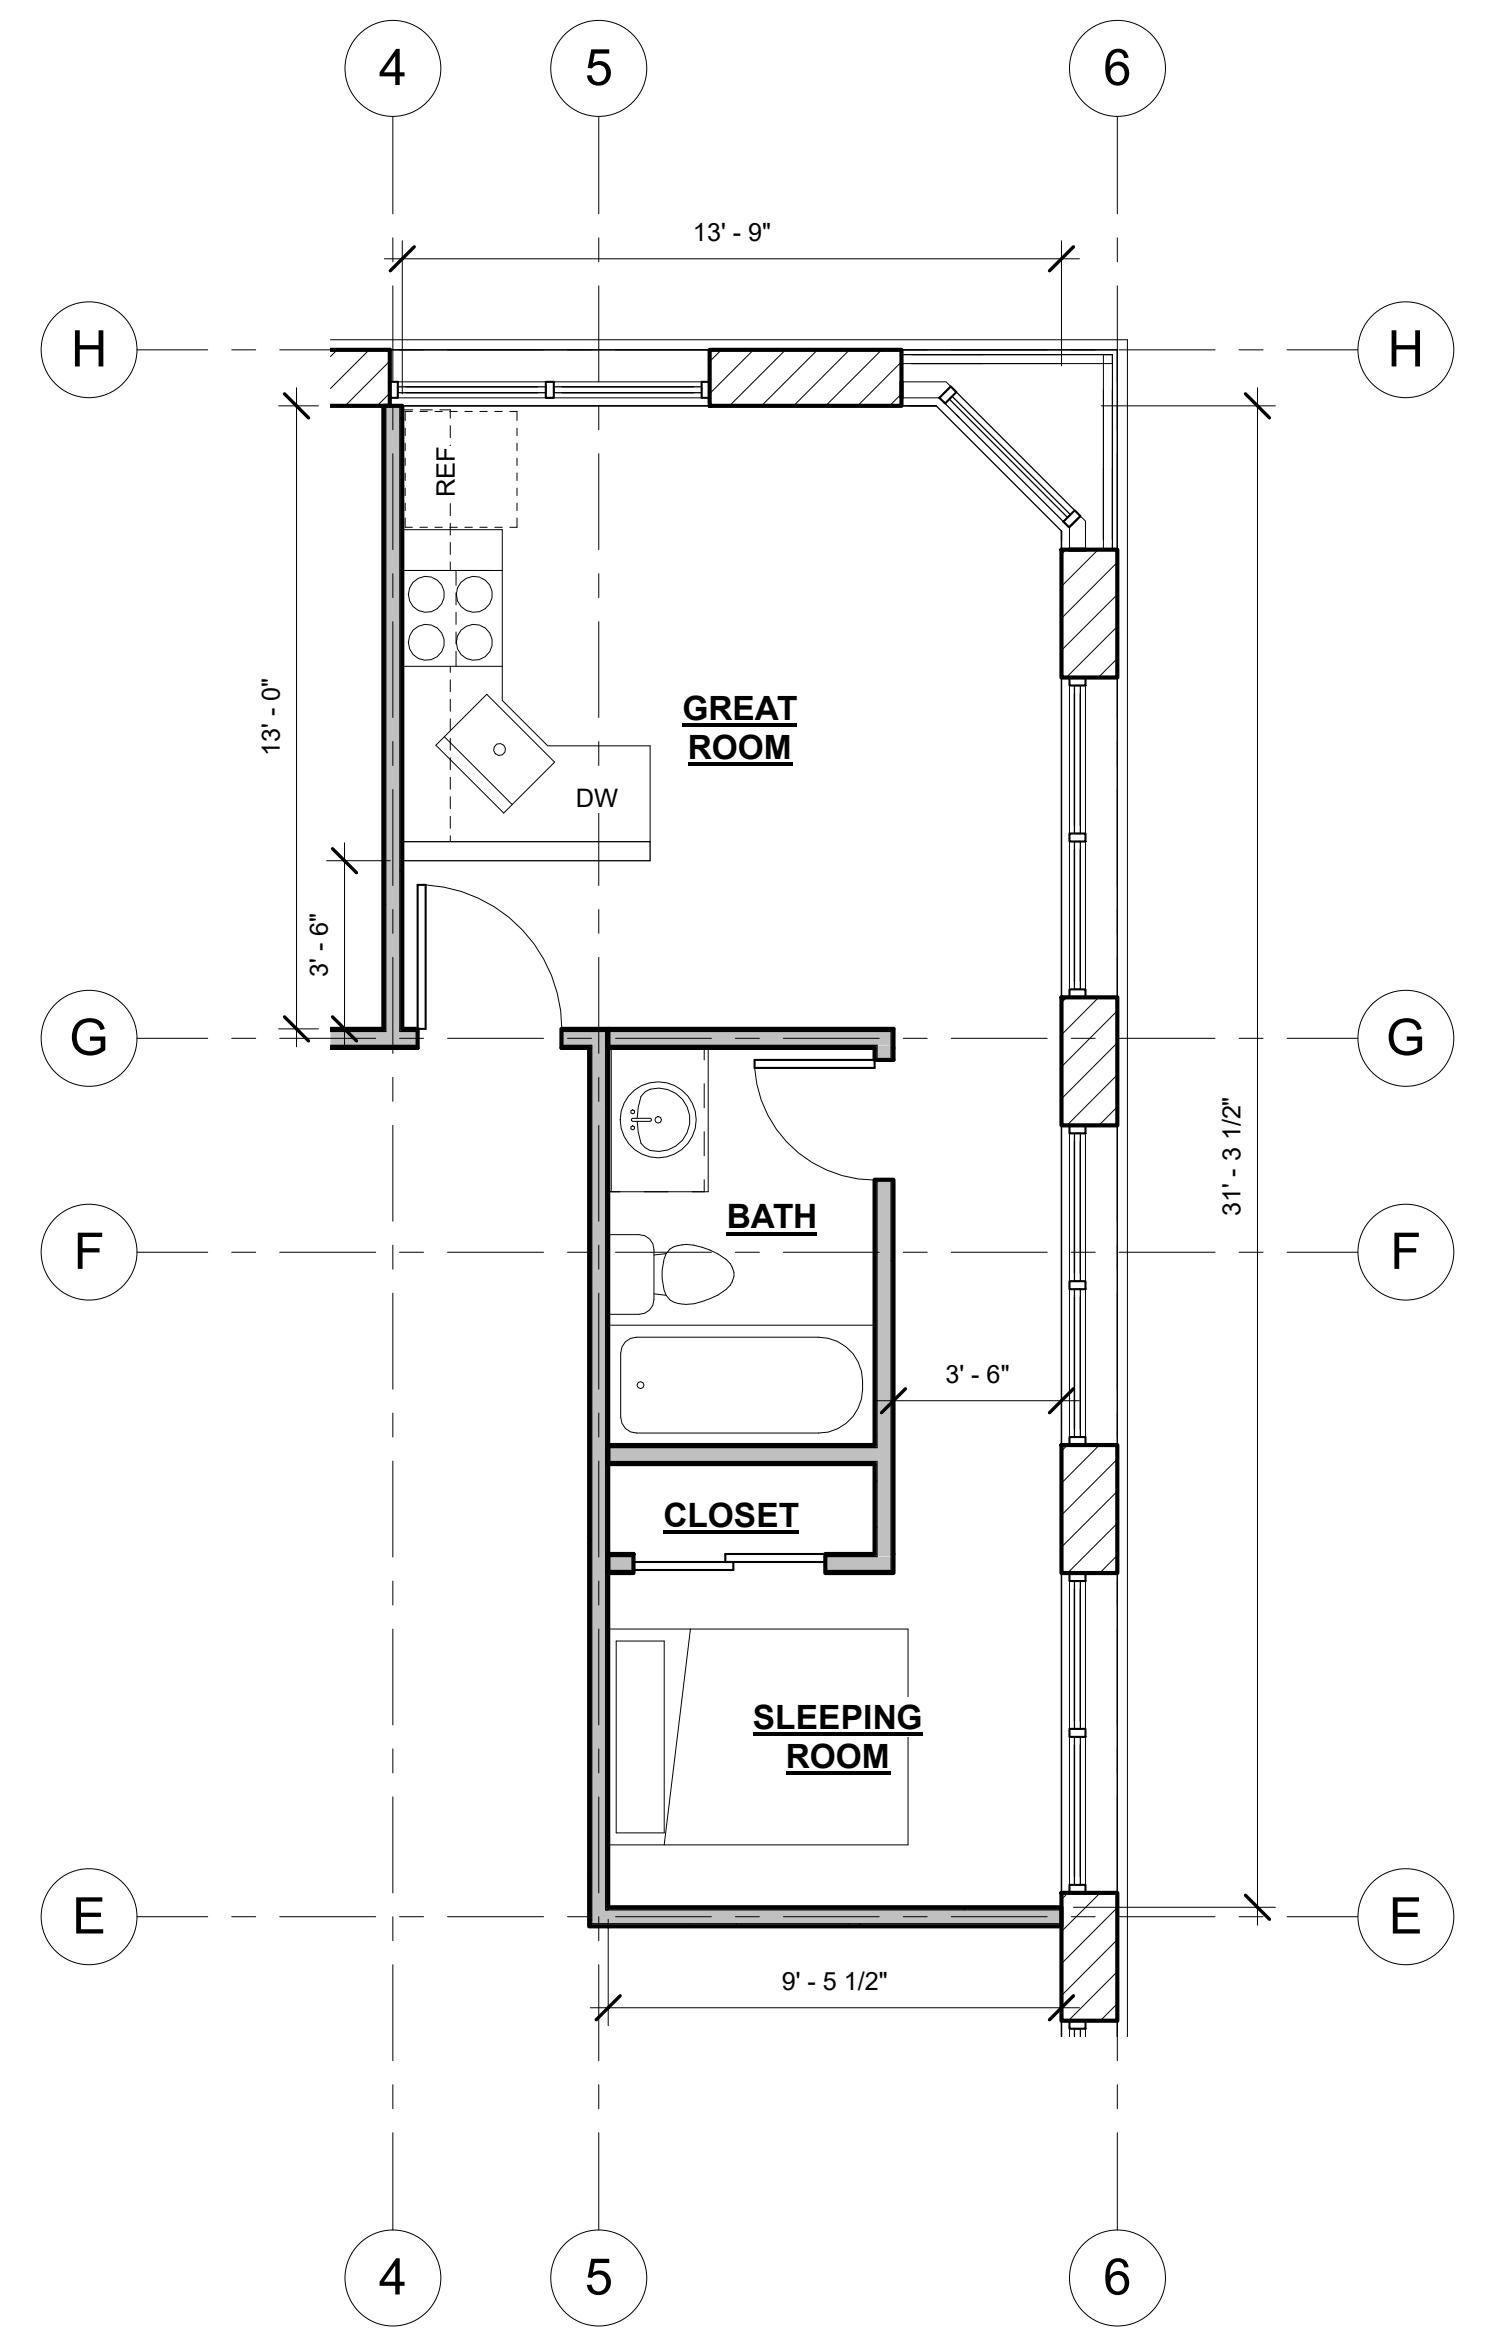 4
5
6
13' - 9"
H
H
REF
13' - 0"
GREAT
ROOM
DW
3' - 6"
G
G
31' - 3 1/2"
BATH
F
F
3' - 6"
CLOSET
SLEEPING
ROOM
E
E
9' - 5 1/2"
4
5
6